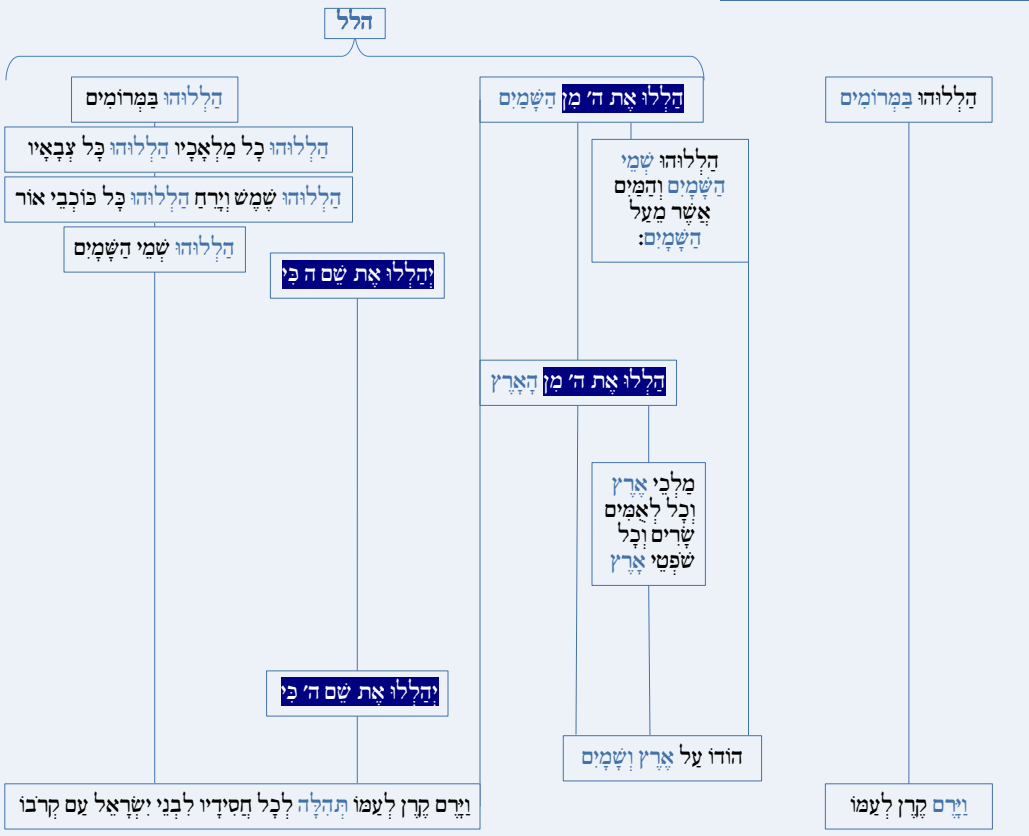 הלל
הַלְלוּהוּ בַּמְּרוֹמִים
הַלְלוּ אֶת ה' מִן הַשָּׁמַיִם
הַלְלוּהוּ בַּמְּרוֹמִים
הַלְלוּהוּ כָל מַלְאָכָיו הַלְלוּהוּ כָּל צְבָאָיו
הַלְלוּהוּ שֶׁמֶשׁ וְיָרֵחַ הַלְלוּהוּ כָּל כּוֹכְבֵי אוֹר
הַלְלוּהוּ שְׁמֵי הַשָּׁמָיִם
הַלְלוּהוּ שְׁמֵי
הַשָּׁמָיִם וְהַמַּיִם
אֲשֶׁר מֵעַל
הַשָּׁמָיִם:
יְהַלְלוּ אֶת שֵׁם ה כִּי
הַלְלוּ אֶת ה' מִן הָאָרֶץ
מַלְכֵי אֶרֶץ
וְכָל לְאֻמִּים
שָׂרִים וְכָל
שֹׁפְטֵי אָרֶץ
יְהַלְלוּ אֶת שֵׁם ה' כִּי
הוֹדוֹ עַל אֶרֶץ וְשָׁמָיִם
וַיָּרֶם קֶרֶן לְעַמּוֹ
וַיָּרֶם קֶרֶן לְעַמּוֹ תְּהִלָּה לְכָל חֲסִידָיו לִבְנֵי יִשְׂרָאֵל עַם קְרֹבוֹ